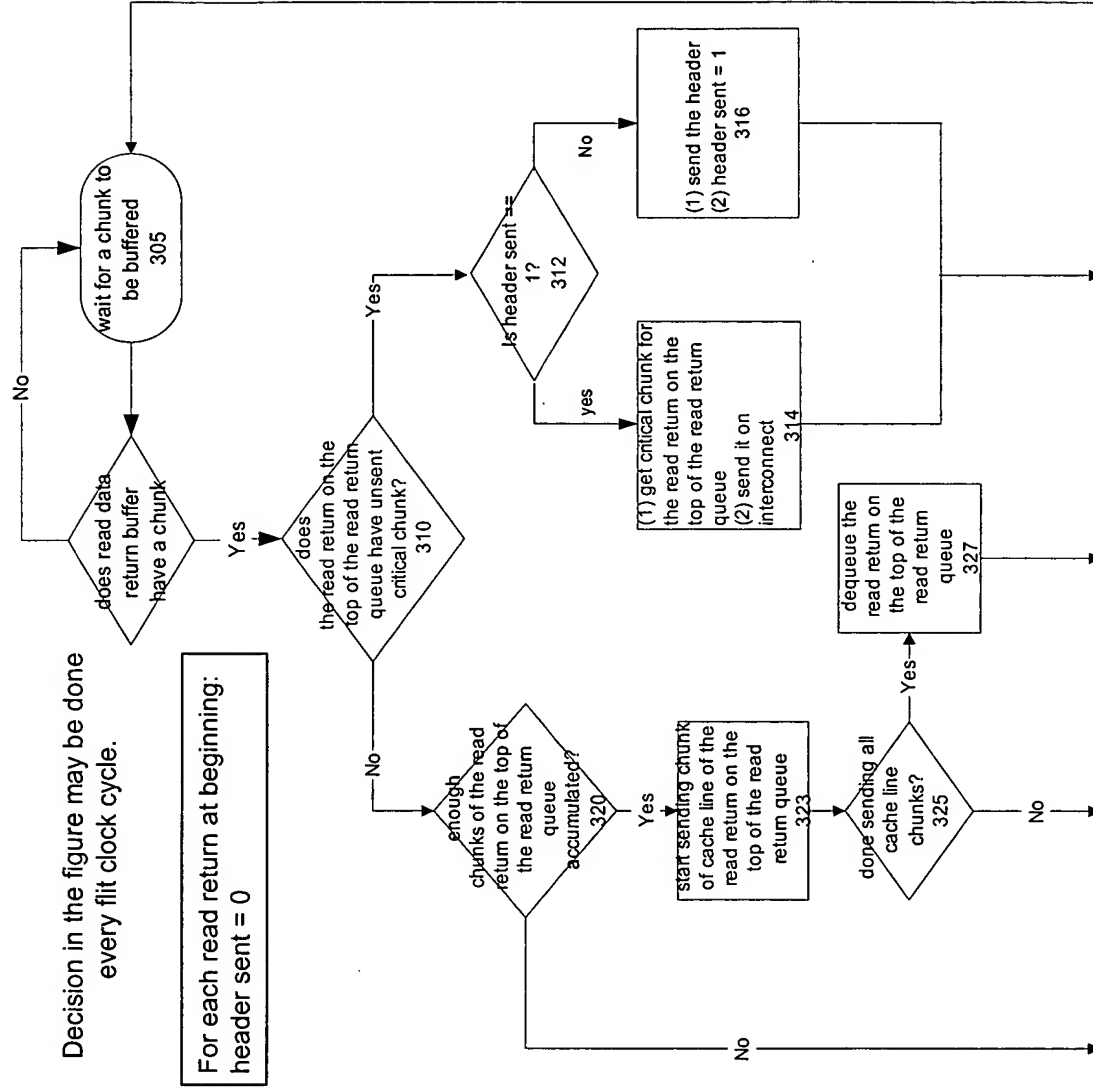 Decision in the figure may be done
every flit clock cycle.
For each read return at beginning:
header sent = 0
No
wait for a chunk to
be buffered
305
does read data
return buffer
have a chunk
Yes
does
the read return on the
top of the read return
queue have unsent
critical chunk?
310
Yes
No
Is header sent ==
1?
312
yes
No
(1) get critical chunk for
the read return on the
top of the read return
queue
(2) send it on
interconnect
314
(1) send the header
(2) header sent = 1
316
enough
chunks of the read
return on the top of
the read return
queue
accumulated?
320
Yes
No
start sending chunk
of cache line of the
read return on the
top of the read
return queue
323
done sending all
cache line
chunks?
325
Yes
No
dequeue the
read return on
the top of the
read return
queue
327